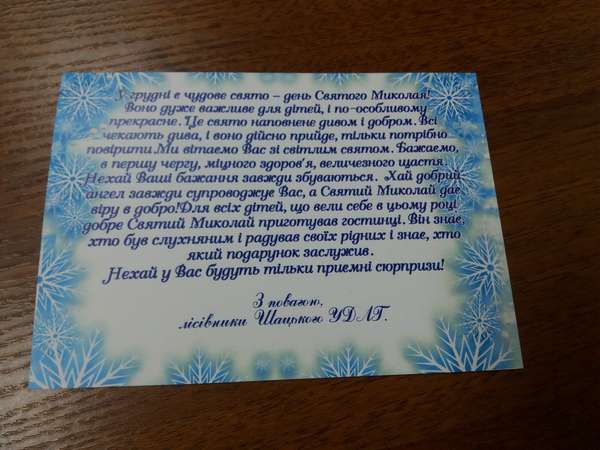 У грудні є чудове свято – день Святого Миколая!
Воно дуже важливе для дітей, і по-особливому
прекрасне. Це свято наповнене дивом і добром. Всі
чекають дива, і воно дійсно прийде, тільки потрібно
повірити.Ми вітаємо Вас зі світлим святом. Бажаємо,
в першу чергу, міцного здоров'я, величезного щастя.
Нехай Ваші бажання завжди збуваються. Хай добрий
ангел завжди супроводжує Вас, а Святий Миколай дає
віру в добро!Для всіх дітей, що вели себе в цьому році
добре Святий Миколай приготував гостинці. Він знає,
хто був слухняним і радував своїх рідних і знає, хто
який подарунок заслужив.
Нехай у Вас будуть тільки приємні сюрпризи!
З повагою,
лісівники Шацького УДЛГ.